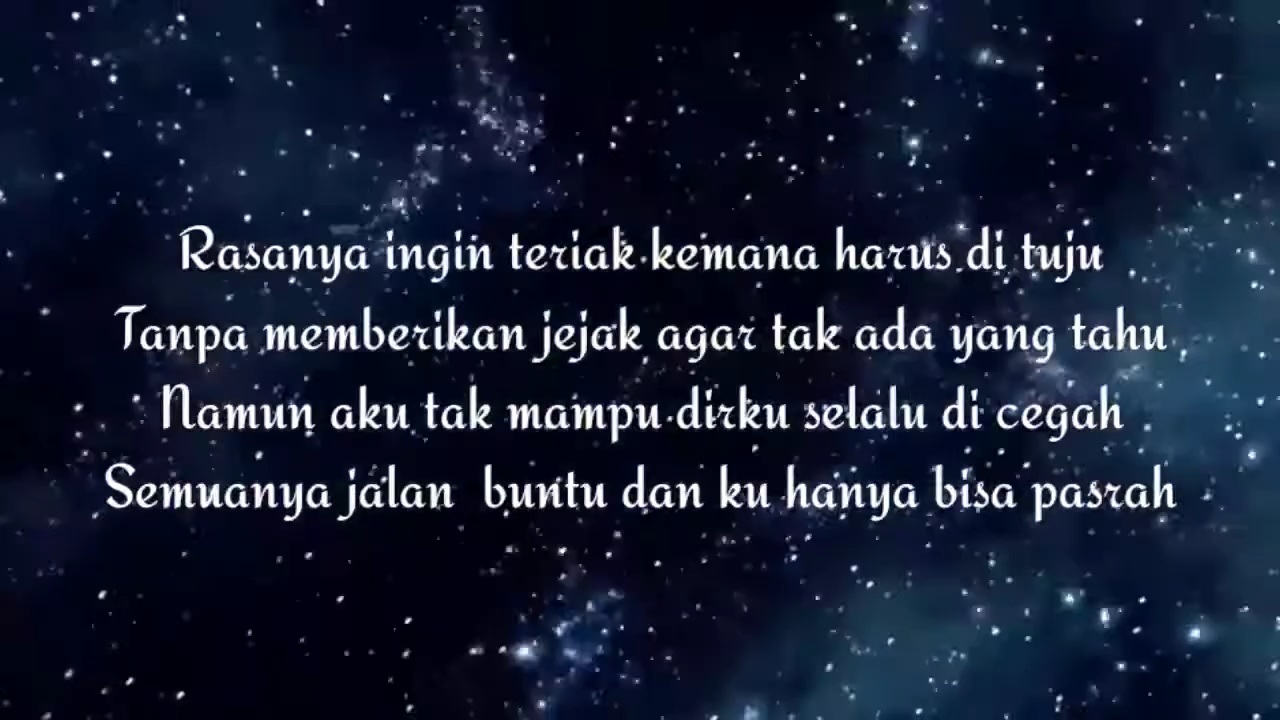 Rasanya ingin teriak kemana harus di tuju
Tanpa memberikan jejak agar tak ada yang tahu
Namun aku tak mampu dirku selalu di cegah
Semuanya jalan buntu dan ku hanya bisa pasrah